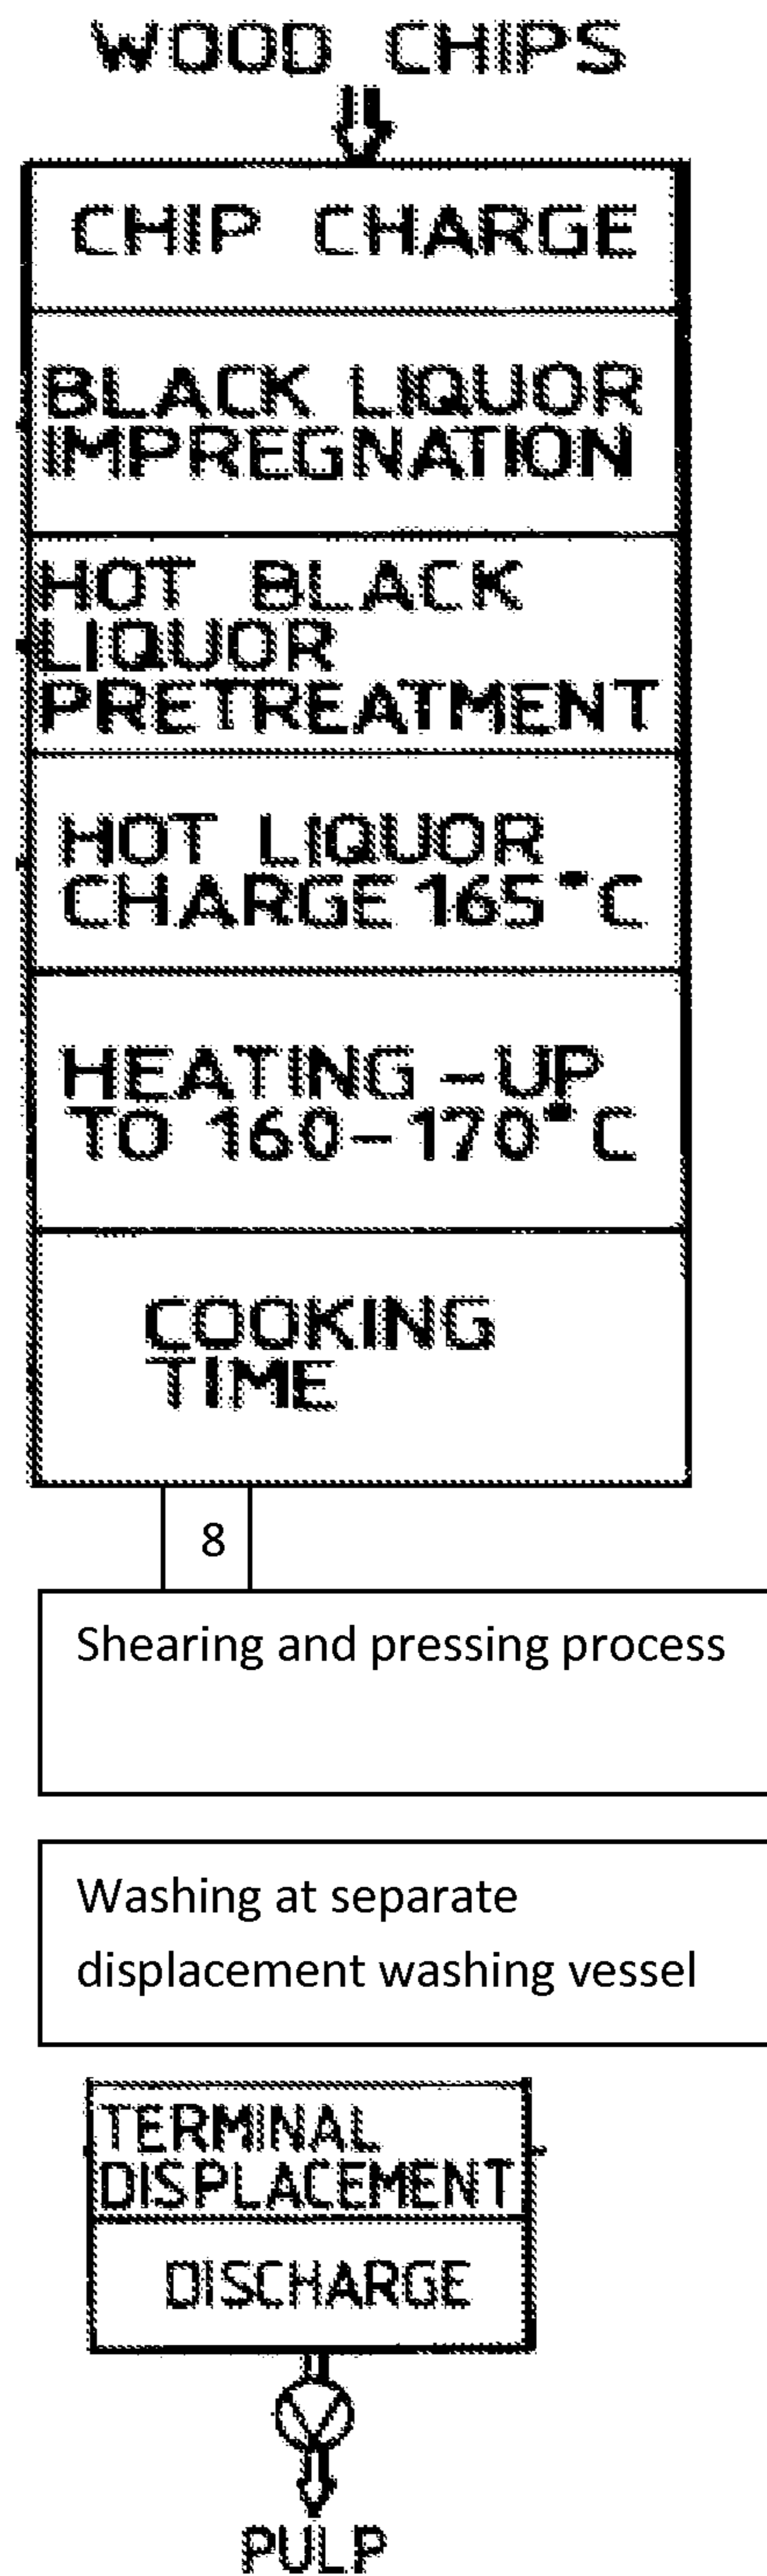 WOOD CHIPS
CHIP CHARGE
BLACK LIQUOR
IMPREGNATION
HOT BLACK
LIQUOR
PRETREATMENT
HOT LIQUOR
CHARGE 165°C
HEATING-UP
TO 160-170°C
COOKING
TIME
8
Shearing and pressing process
Washing at separate
displacement washing vessel
TERMINAL
DISPLACEMENT
DISCHARGE
PULP